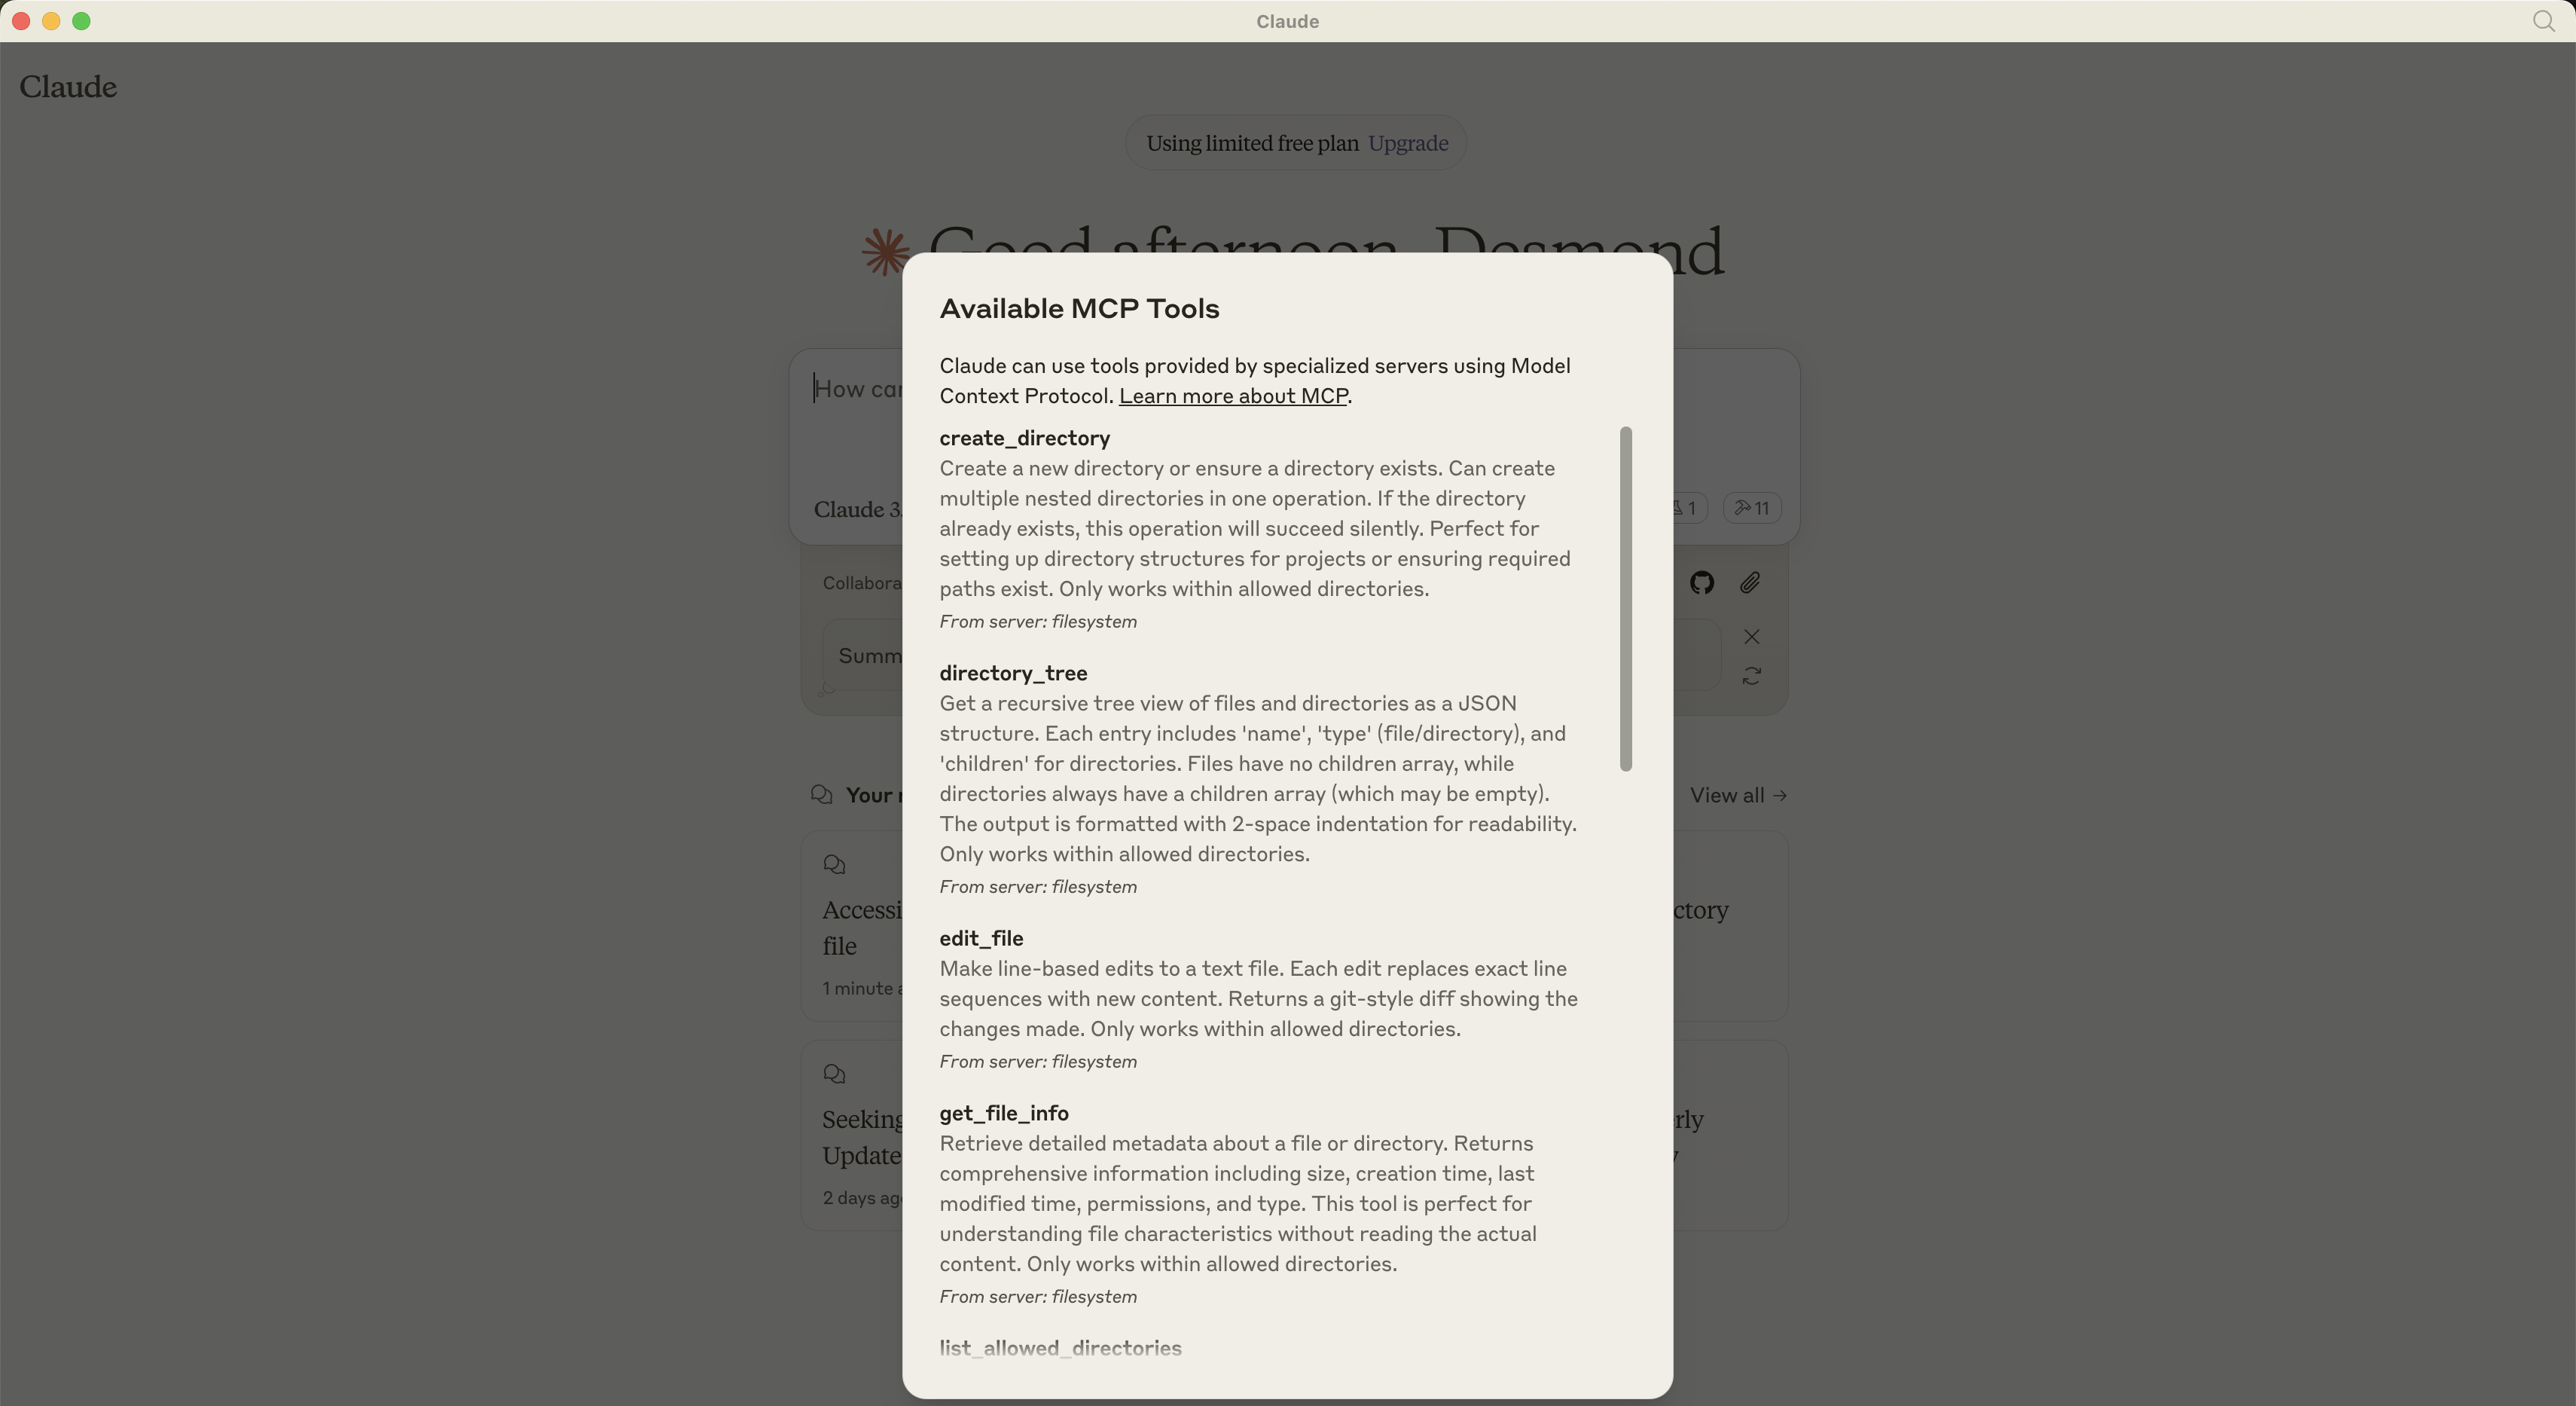 Claude
Claude
Using limited free plan Upgrade
Good afternoon, Desmond
Available MCP Tools
Claude can use tools provided by specialized servers using Model
Context Protocol. Learn more about MCP.
How
Claude 3.
1
11
create_directory
Create a new directory or ensure a directory exists. Can create
multiple nested directories in one operation. If the directory
already exists, this operation will succeed silently. Perfect for
setting up directory structures for projects or ensuring required
paths exist. Only works within allowed directories.
From server: filesystem
directory_tree
Get a recursive tree view of files and directories as a JSON
structure. Each entry includes 'name', 'type' (file/directory), and
'children' for directories. Files have no children array, while
directories always have a children array (which may be empty).
The output is formatted with 2-space indentation for readability.
Only works within allowed directories.
From server: filesystem
edit_file
Make line-based edits to a text file. Each edit replaces exact line
sequences with new content. Returns a git-style diff showing the
changes made. Only works within allowed directories.
From server: filesystem
get_file_info
Retrieve detailed metadata about a file or directory. Returns
comprehensive information including size, creation time, last
modified time, permissions, and type. This tool is perfect for
understanding file characteristics without reading the actual
content. Only works within allowed directories.
From server: filesystem
list_allowed_directories
Collabora
Summ
Your
View all →
Accessi
file
1 minute
ctory
Seeking
Update
2 days ag
rly